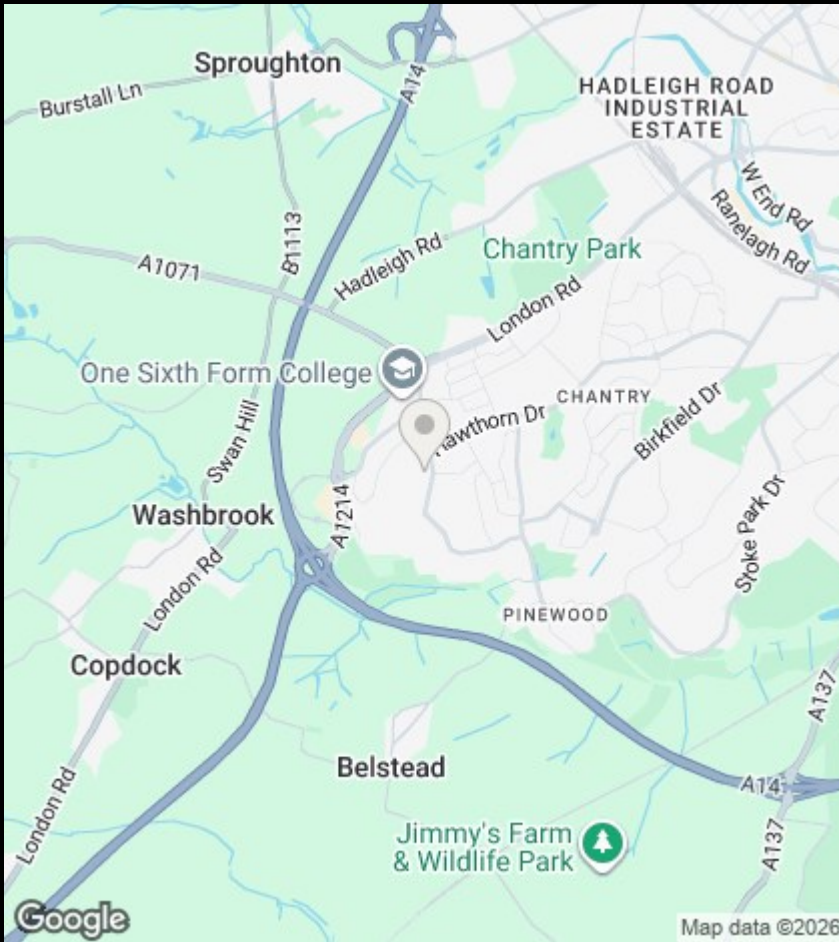 Sproughton
Burstall Ln
A14
HADLEIGH ROAD
INDUSTRIAL
ESTATE
W End Rd
Ranelagh Rd
B1113
Hadleigh Rd
Chantry Park
A1071
London Rd
One Sixth Form College
CHANTRY
Hawthorn Dr
Birkfield Dr
Swan Hill
A1214
Stoke Park Dr
Washbrook
London Rd
PINEWOOD
Copdock
A137
Belstead
London Rd
A14
Jimmy's Farm
& Wildlife Park
A137
Google
Map data ©2026